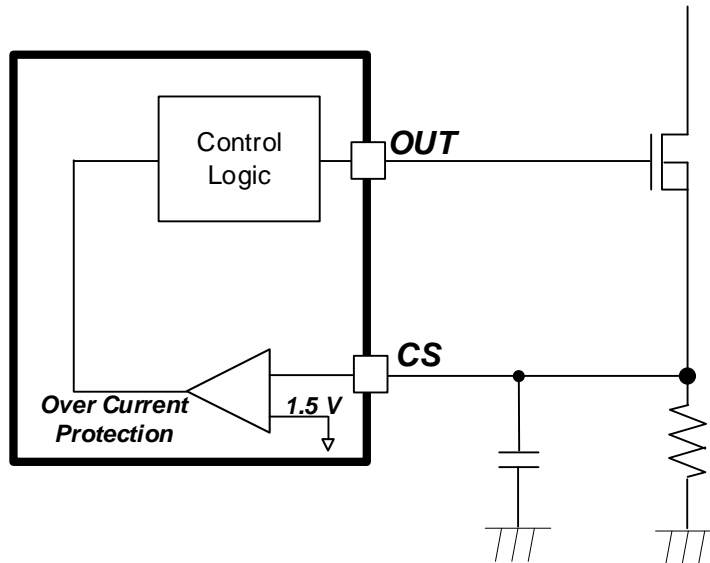 Control
Logic
OUT
CS
Over Current
Protection
1.5 V